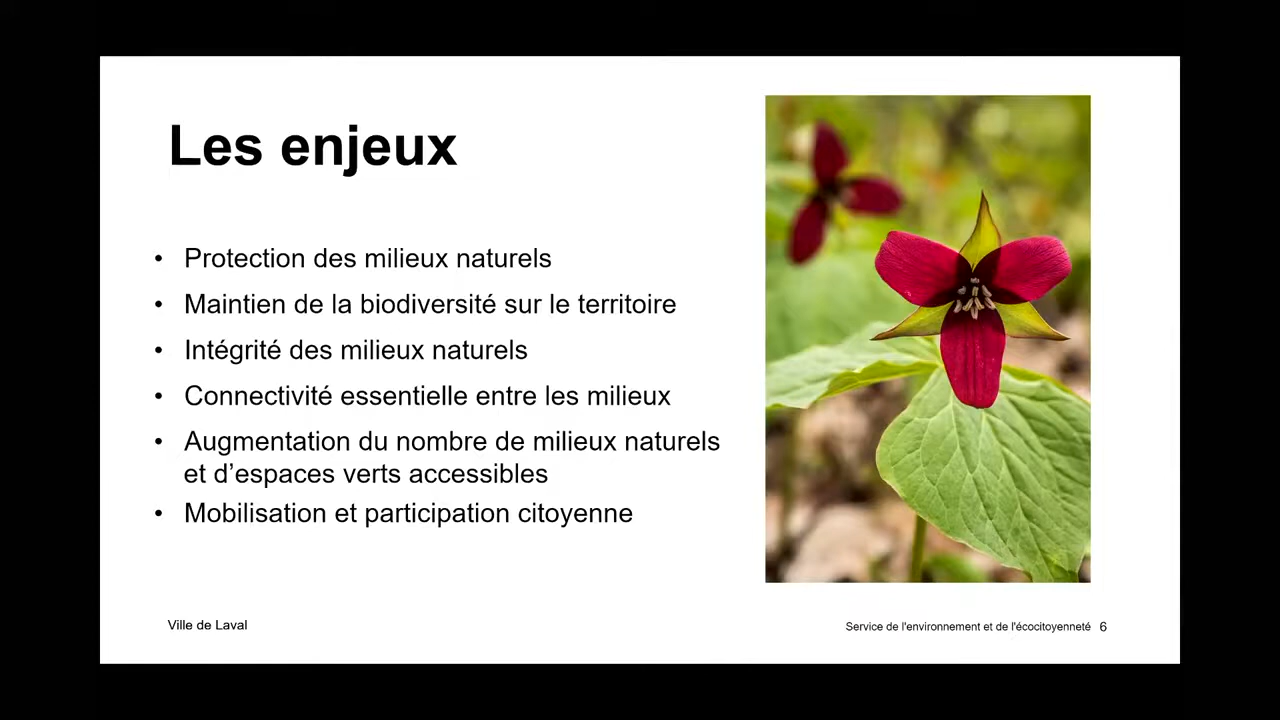 Les enjeux
• Protection des milieux naturels
• Maintien de la biodiversité sur le territoire
• Intégrité des milieux naturels
• Connectivité essentielle entre les milieux
• Augmentation du nombre de milieux naturels
et d’espaces verts accessibles
• Mobilisation et participation citoyenne
Ville de Laval
Service de l'environnement et de l'écocitoyenneté 6